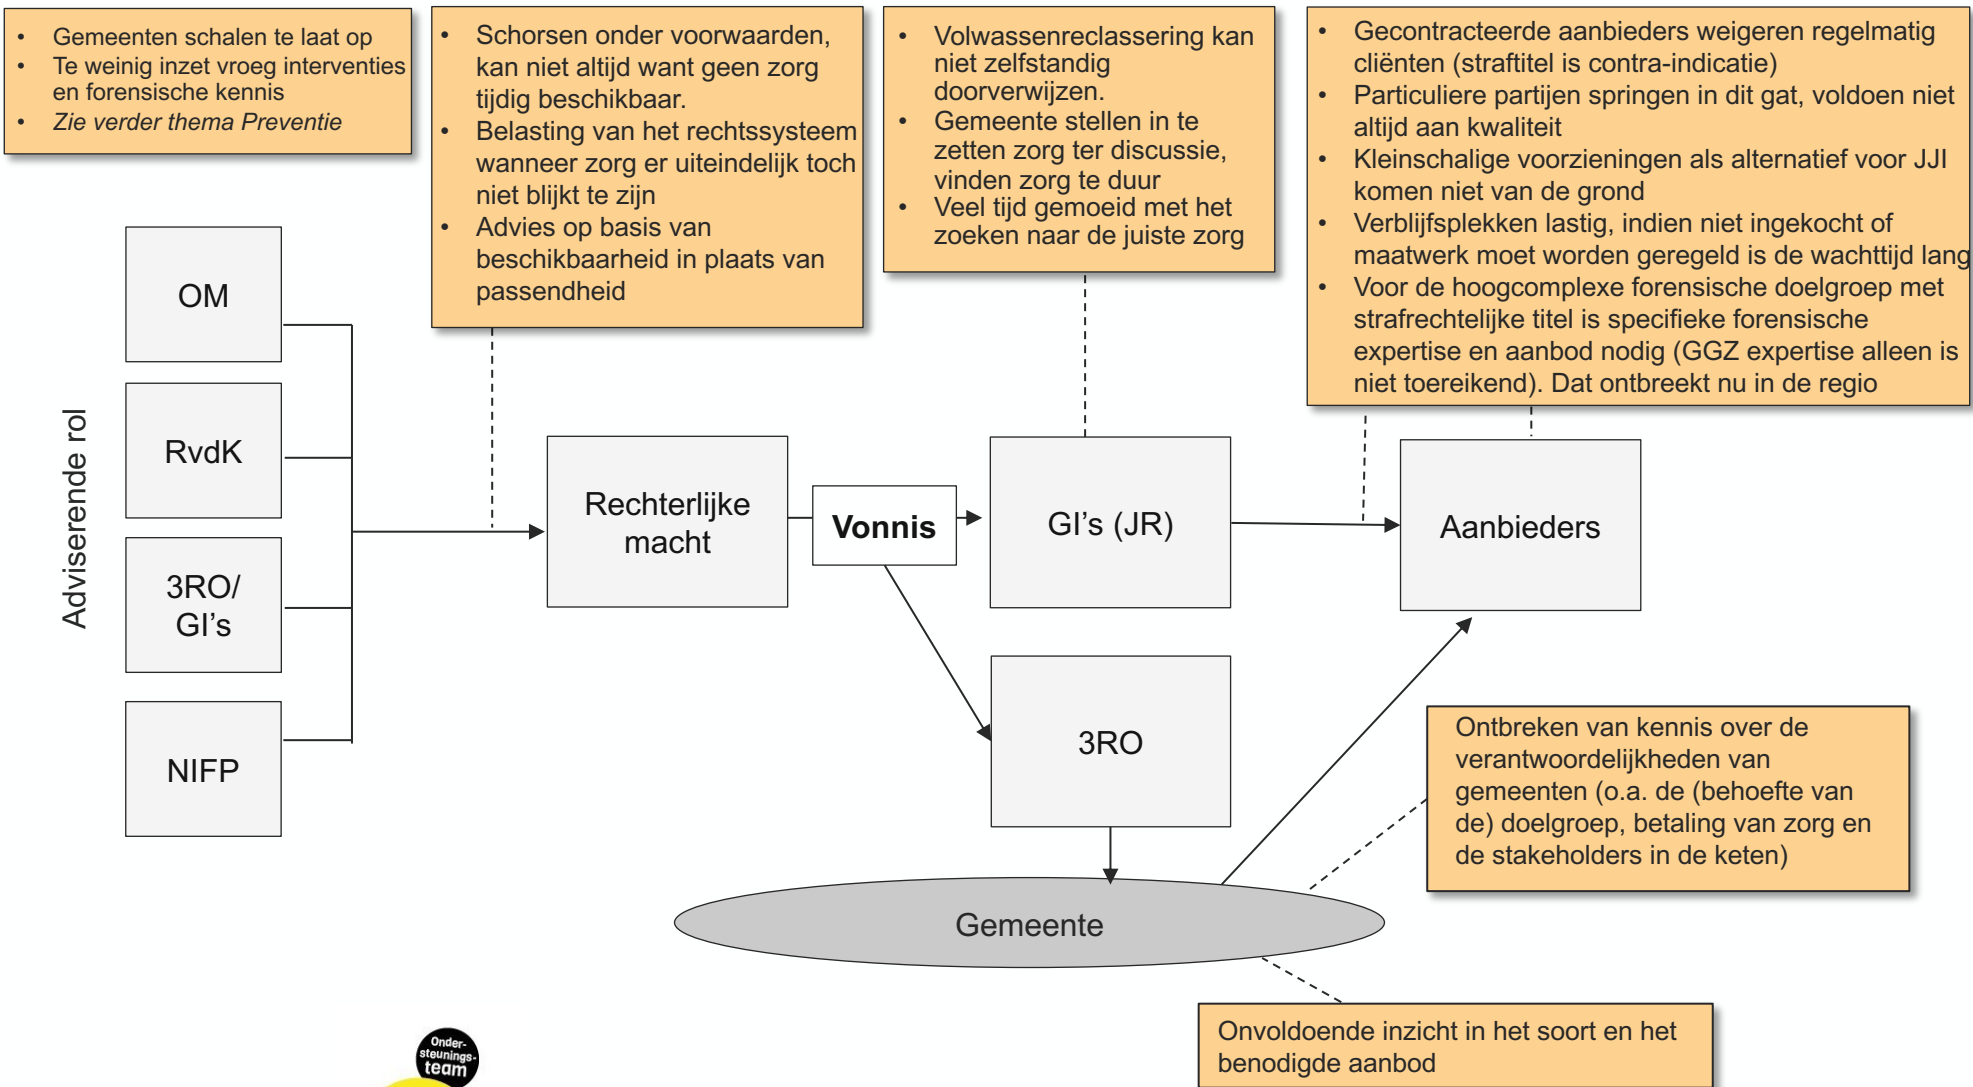 • Gemeenten schalen te laat op
• Te weinig inzet vroeg interventies
en forensische kennis
• Zie verder thema Preventie
• Schorsen onder voorwaarden,
kan niet altijd want geen zorg
tijdig beschikbaar.
• Belasting van het rechtssysteem
wanneer zorg er uiteindelijk toch
niet blijkt te zijn
• Advies op basis van
beschikbaarheid in plaats van
passendheid
• Volwassenreclassering kan
niet zelfstandig
doorverwijzen.
• Gemeente stellen in te
zetten zorg ter discussie,
vinden zorg te duur
• Veel tijd gemoeid met het
zoeken naar de juiste zorg
• Gecontracteerde aanbieders weigeren regelmatig
cliënten (straftitel is contra-indicatie)
• Particuliere partijen springen in dit gat, voldoen niet
altijd aan kwaliteit
• Kleinschalige voorzieningen als alternatief voor JJI
komen niet van de grond
• Verblijfsplekken lastig, indien niet ingekocht of
maatwerk moet worden geregeld is de wachttijd lang
• Voor de hoogcomplexe forensische doelgroep met
strafrechtelijke titel is specifieke forensische
expertise en aanbod nodig (GGZ expertise alleen is
niet toereikend). Dat ontbreekt nu in de regio
Adviserende rol
OM
RvdK
3RO/
GI's
NIFP
Rechterlijke
macht
Vonnis
GI's (JR)
Aanbieders
3RO
Gemeente
Ontbreken van kennis over de
verantwoordelijkheden van
gemeenten (o.a. de (behoefte van
de) doelgroep, betaling van zorg en
de stakeholders in de keten)
Onvoldoende inzicht in het soort en het
benodigde aanbod
Onder-
steunings-
team